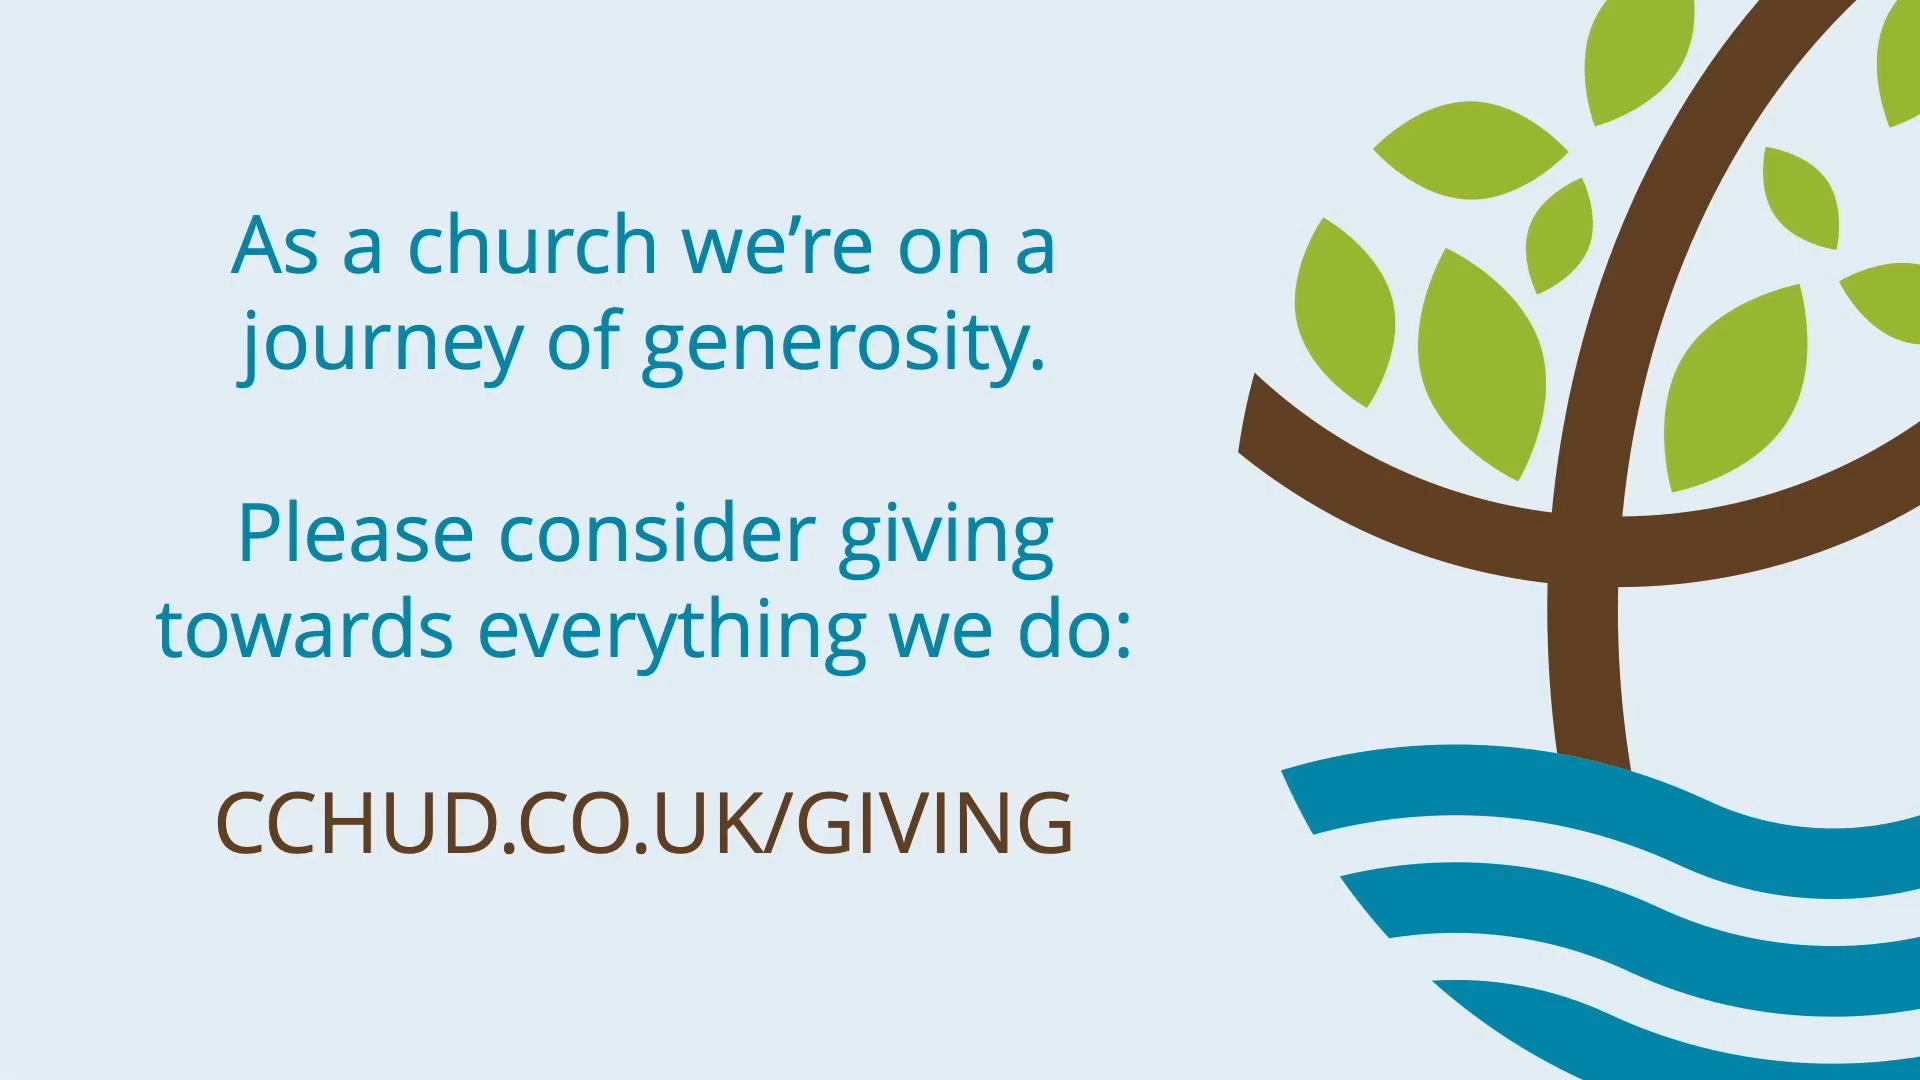 As a church we’re on a
journey of generosity.
Please consider giving
towards everything we do:
CCHUD.CO.UK/GIVING